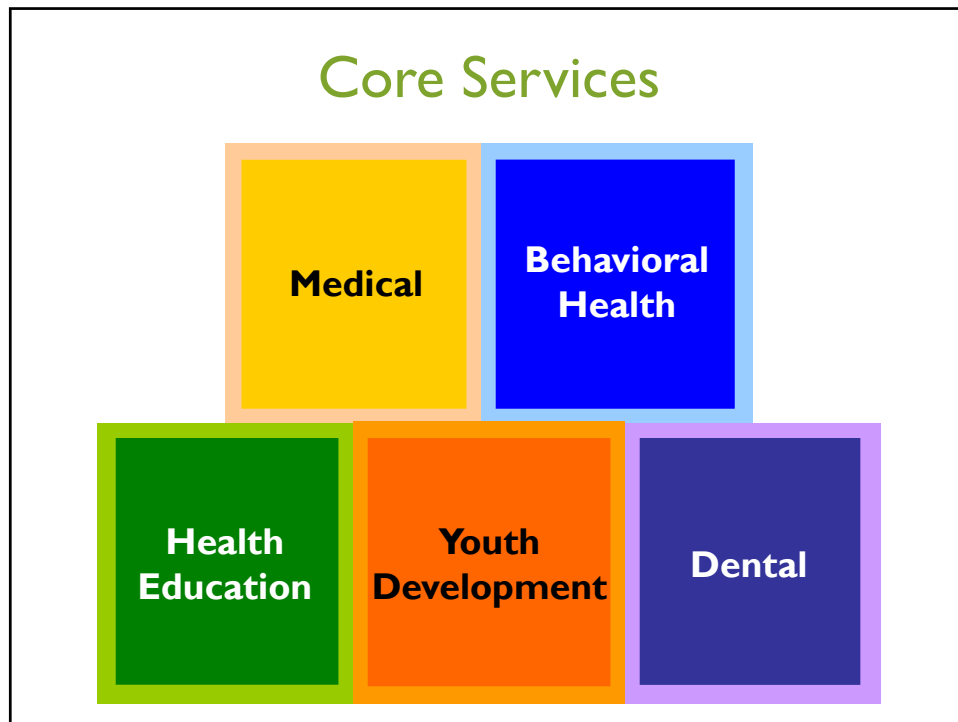 Core Services
Medical
Behavioral
Health
Health
Education
Youth
Development
Dental